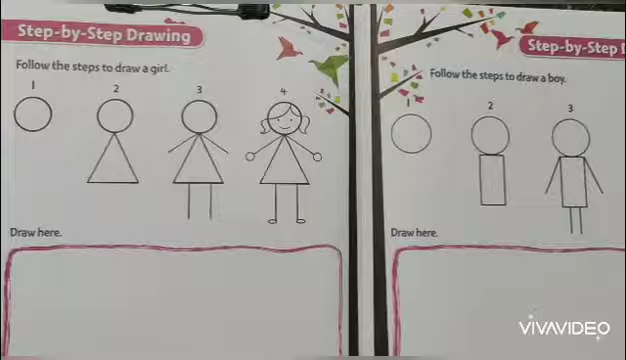 Step-by-Step Drawing
Follow the steps to draw a girl.
1 2 3 4
Draw here.
Step-by-Step
Follow the steps to draw a boy.
1 2 3
Draw here.
VIVAVIDEO